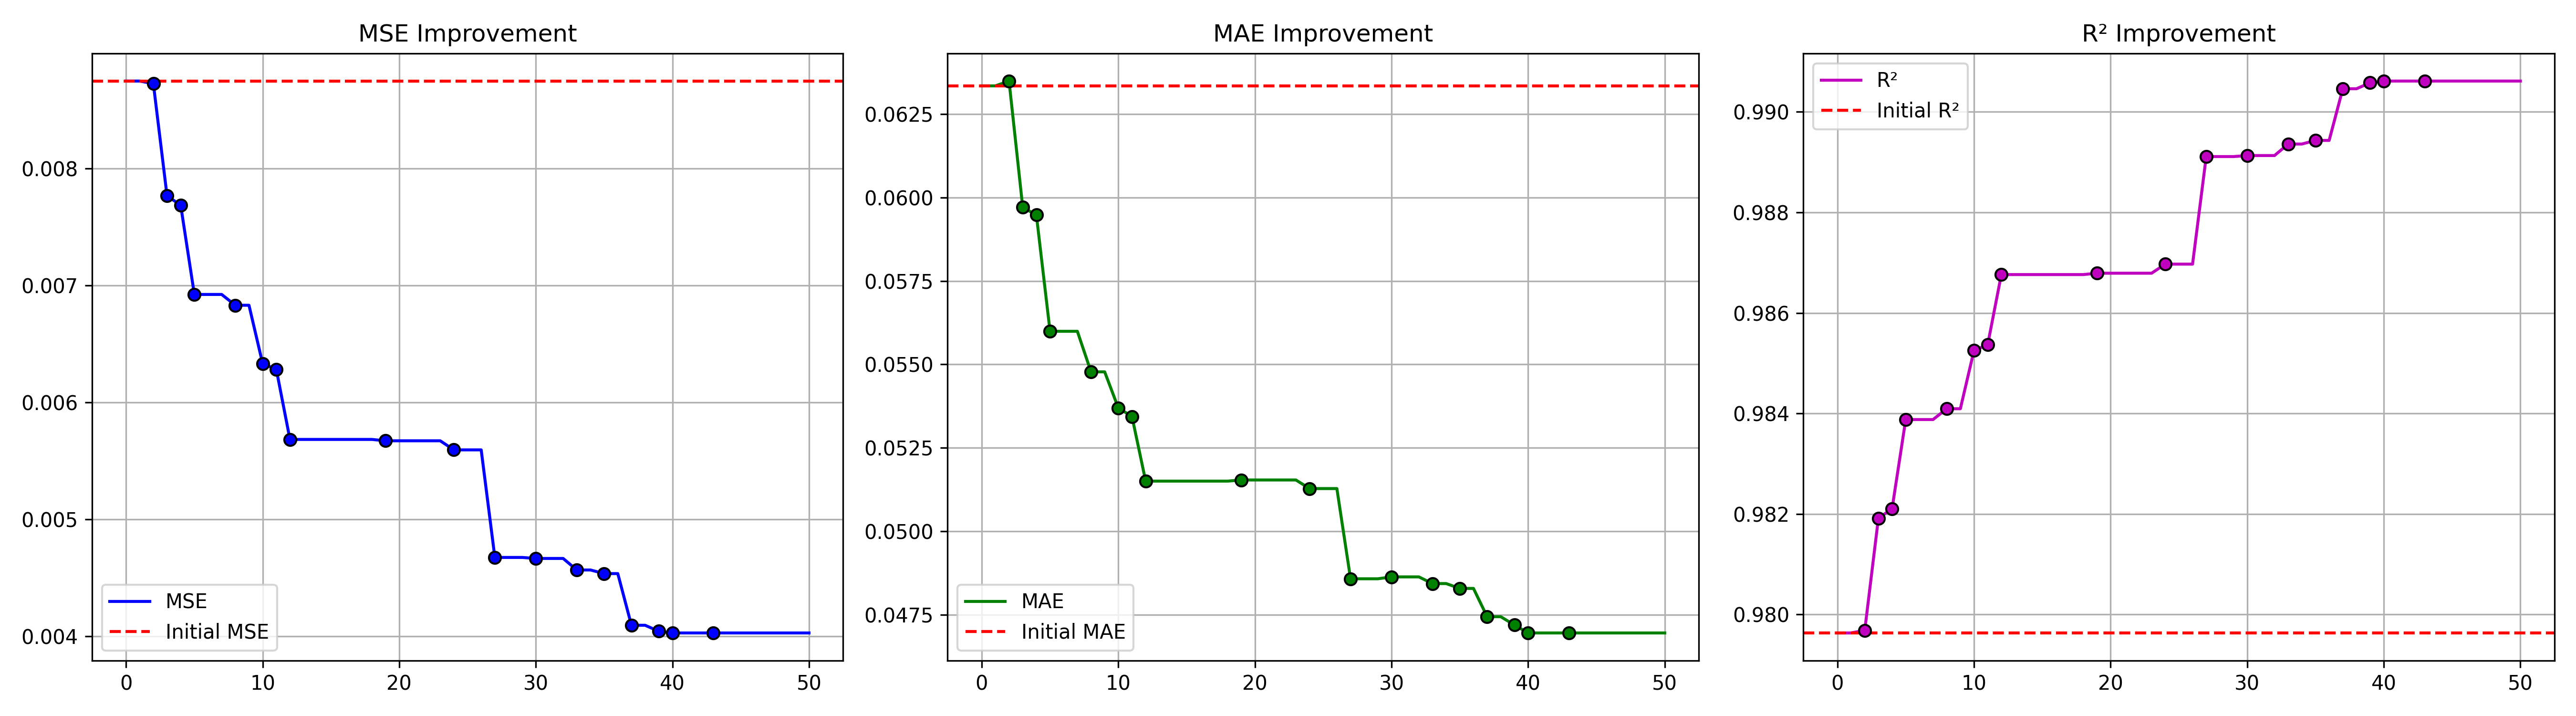 MSE Improvement
0.008
0.007
0.006
0.005
0.004
0 10 20 30 40 50
MSE
Initial MSE
MAE Improvement
0.0625
0.0600
0.0575
0.0550
0.0525
0.0500
0.0475
0 10 20 30 40 50
MAE
Initial MAE
R² Improvement
0.990
0.988
0.986
0.984
0.982
0.980
0 10 20 30 40 50
R²
Initial R²